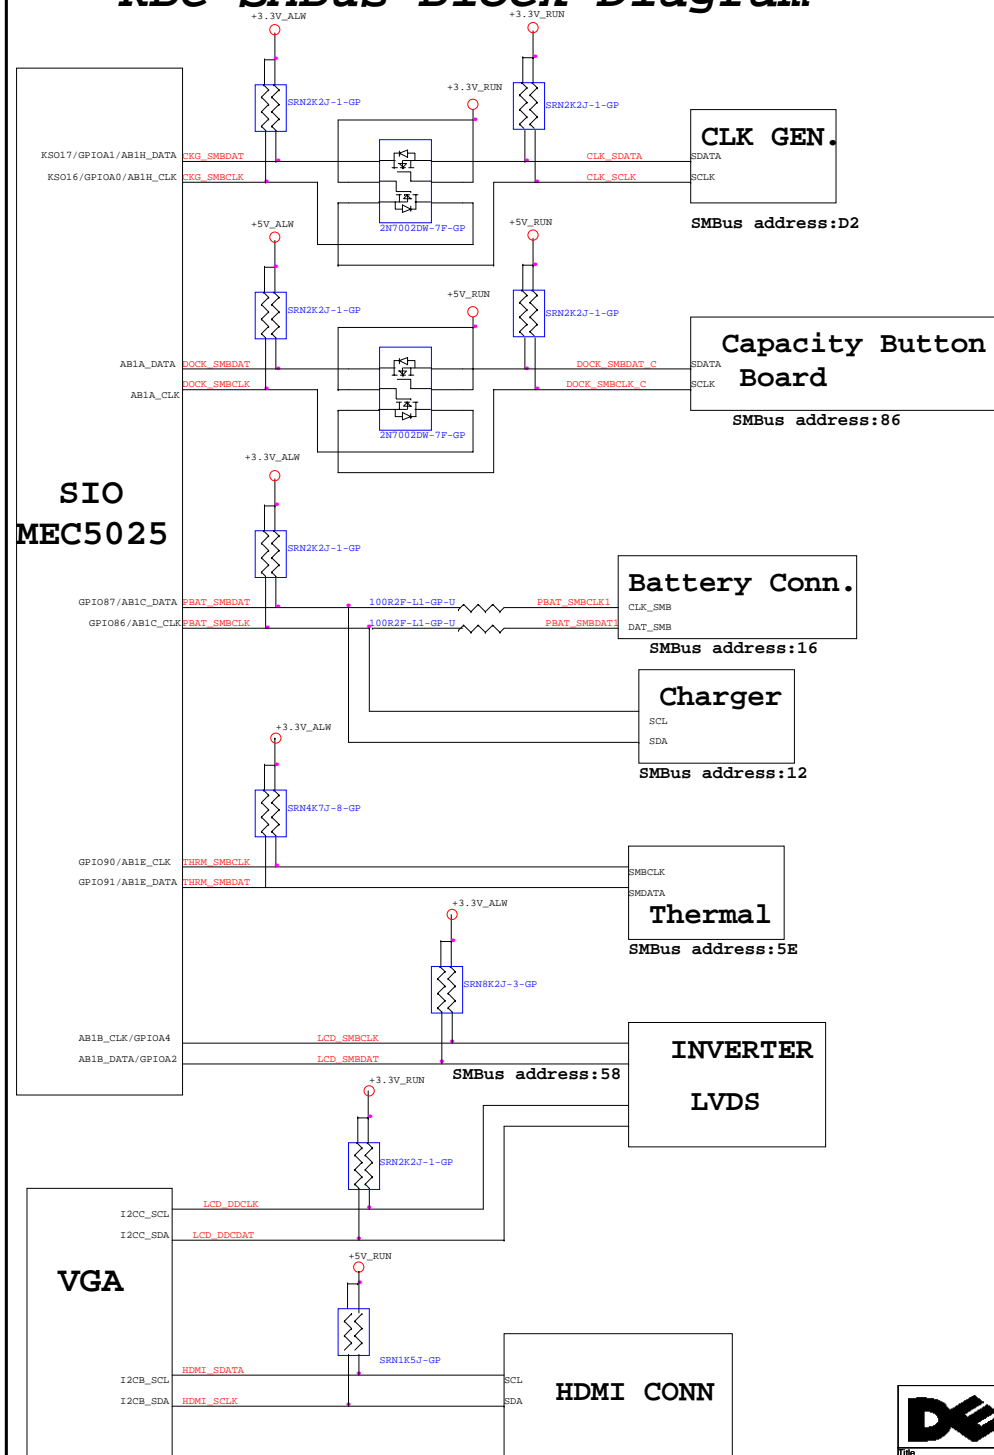 KBC SMBus Block Diagram
+3.3V_ALW
+3.3V_RUN
SRN2K2J-1-GP
+3.3V_RUN
SRN2K2J-1-GP
CLK GEN.
KSO17/GPIOA1/AB1H_DATA CKG_SMBDAT CLK_SDATA SDATA
KSO16/GPIOA0/AB1H_CLK CKG_SMBCLK CLK_SCLK SCLK
2N7002DW-7F-GP
SMBus address:D2
+5V_ALW
+5V_RUN
SRN2K2J-1-GP
+5V_RUN
SRN2K2J-1-GP
Capacity Button
Board
AB1A_DATA DOCK_SMBDAT DOCK_SMBDAT_C SDATA
AB1A_CLK DOCK_SMBCLK DOCK_SMBCLK_C SCLK
2N7002DW-7F-GP
SMBus address:86
+3.3V_ALW
SIO
MEC5025
SRN2K2J-1-GP
Battery Conn.
GPIO87/AB1C_DATA PBAT_SMBDAT 100R2F-L1-GP-U PBAT_SMBCLK1 CLK_SMB
GPIO86/AB1C_CLK PBAT_SMBCLK 100R2F-L1-GP-U PBAT_SMBDAT1 DAT_SMB
SMBus address:16
Charger
SCL
SDA
SMBus address:12
+3.3V_ALW
SRN4K7J-8-GP
GPIO90/AB1E_CLK THRM_SMBCLK SMBCLK
GPIO91/AB1E_DATA THRM_SMBDAT SMDATA
Thermal
SMBus address:5E
+3.3V_ALW
SRN8K2J-3-GP
AB1B_CLK/GPIOA4 LCD_SMBCLK
AB1B_DATA/GPIOA2 LCD_SMBDAT
SMBus address:58
INVERTER
LVDS
+3.3V_RUN
SRN2K2J-1-GP
I2CC_SCL LCD_DDCLK
I2CC_SDA LCD_DDCDAT
VGA
+5V_RUN
SRN1K5J-GP
I2CB_SCL HDMI_SDATA SCL
I2CB_SDA HDMI_SCLK SDA
HDMI CONN
DE
Title